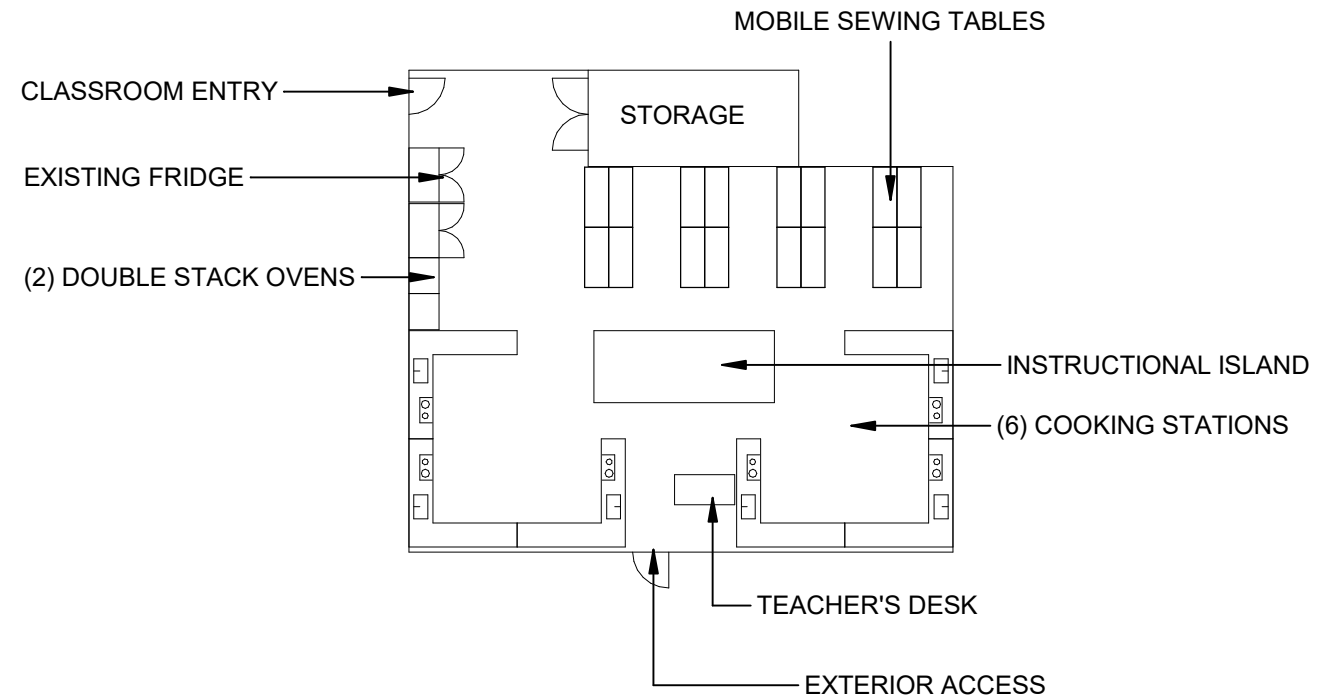 MOBILE SEWING TABLES
CLASSROOM ENTRY
STORAGE
EXISTING FRIDGE
(2) DOUBLE STACK OVENS
INSTRUCTIONAL ISLAND
(6) COOKING STATIONS
TEACHER'S DESK
EXTERIOR ACCESS